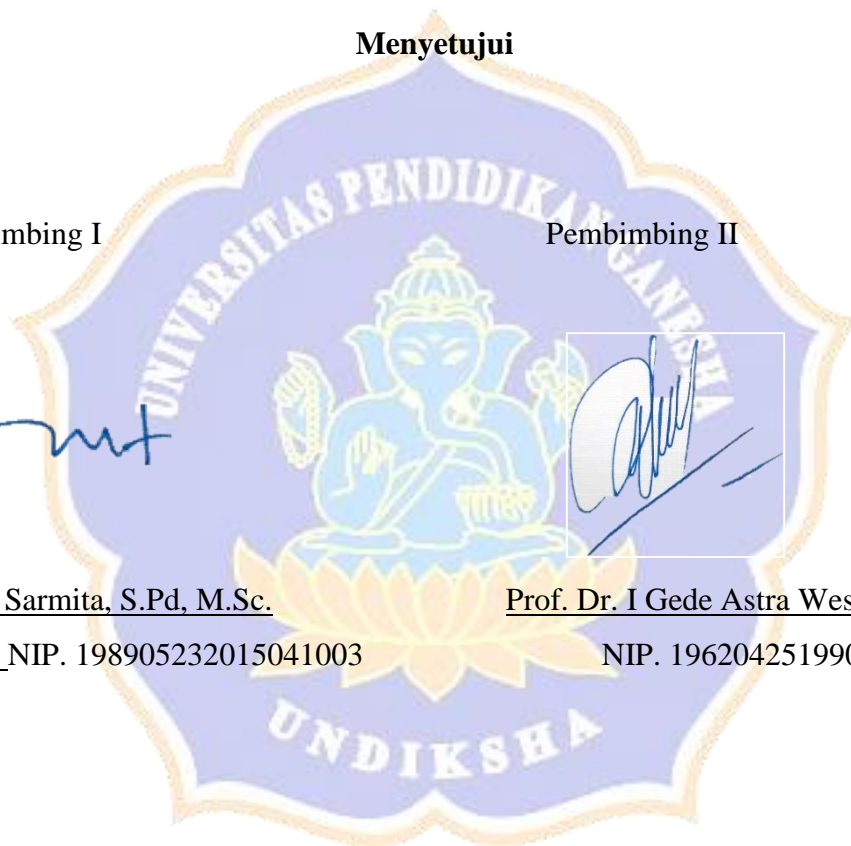 Menyetujui
UNIVERSITAS PENDIDIKAN GANESHA
mbing I Pembimbing II
Sarmita, S.Pd, M.Sc. Prof. Dr. I Gede Astra Wes
NIP. 198905232015041003 NIP. 196204251990
UNDIKSHA